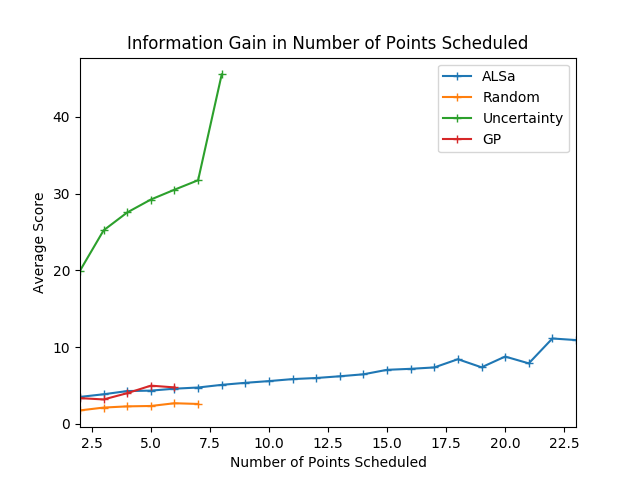 Information Gain in Number of Points Scheduled
ALSa
Random
Uncertainty
GP
Average Score
40
30
20
10
0
2.5 5.0 7.5 10.0 12.5 15.0 17.5 20.0 22.5
Number of Points Scheduled